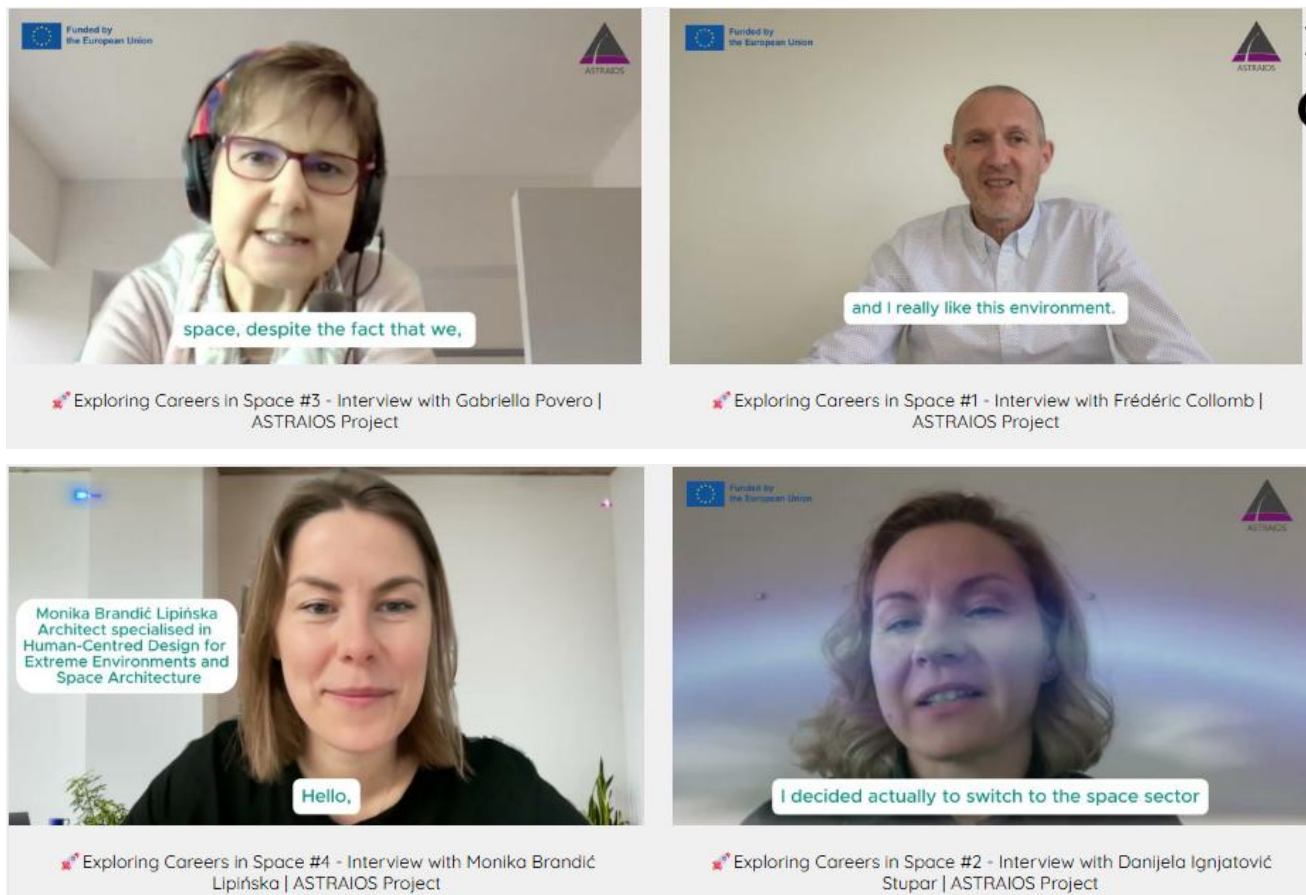 Funded by
the European Union
ASTRAIOS
space, despite the fact that we,
🚀 Exploring Careers in Space #3 - Interview with Gabriella Povero |
ASTRAIOS Project
Funded by
the European Union
ASTRAIOS
and I really like this environment.
🚀 Exploring Careers in Space #1 - Interview with Frédéric Collomb |
ASTRAIOS Project
Monika Brandić Lipińska
Architect specialised in
Human-Centred Design for
Extreme Environments and
Space Architecture
Hello,
🚀 Exploring Careers in Space #4 - Interview with Monika Brandić
Lipińska | ASTRAIOS Project
Funded by
the European Union
ASTRAIOS
I decided actually to switch to the space sector
🚀 Exploring Careers in Space #2 - Interview with Danijela Ignjatović
Stupar | ASTRAIOS Project